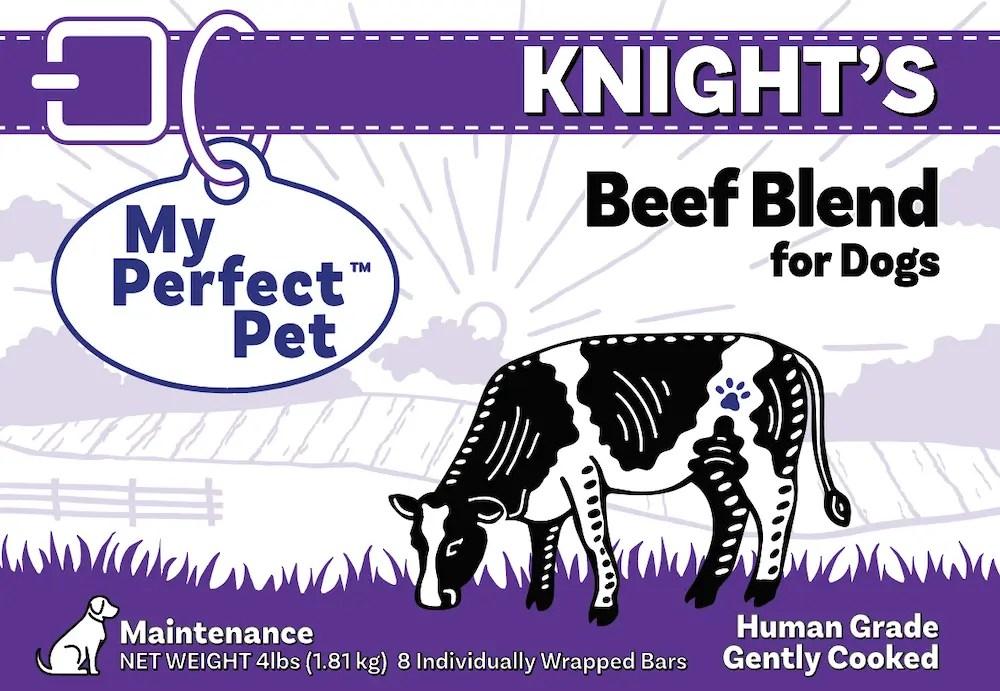 KNIGHT'S
Beef Blend
for Dogs
My
Perfect™
Pet
Maintenance
NET WEIGHT 4lbs (1.81 kg) 8 Individually Wrapped Bars
Human Grade
Gently Cooked